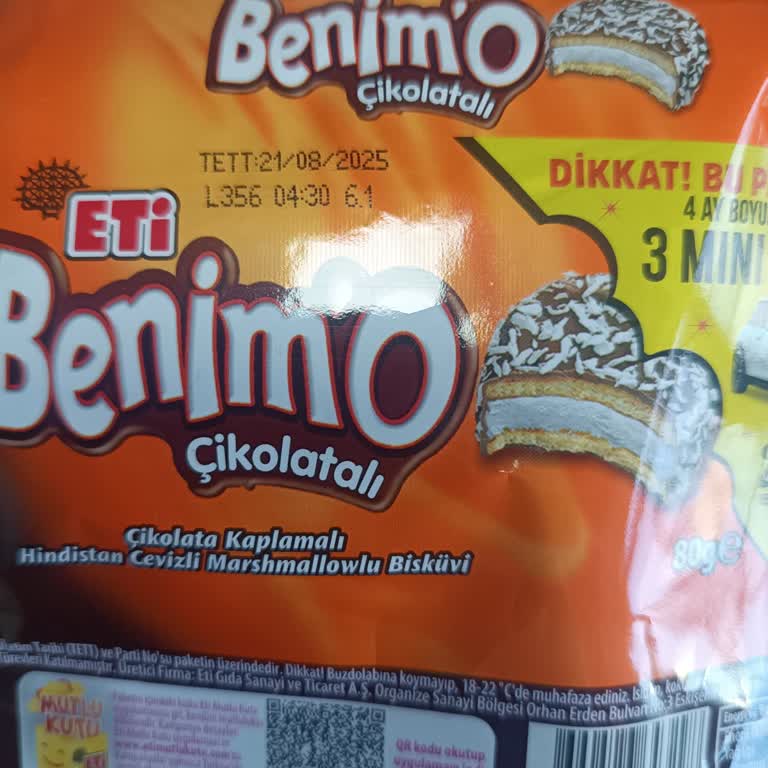 Benim'O
Çikolatalı
TETT:21/08/2025
L356 04:30 6.1
DİKKAT! BU
4 AY BOYU
3 MINI
ETİ
Benim'O
Çikolatalı
80g e
Çikolata Kaplamalı
Hindistan Cevizli Marshmallowlu Bisküvi
Tarihi (TETT) ve Parti No'su paketin üzerindedir. Dikkat! Buzdolabına koymayıp, 18-22 °C'de muhafaza ediniz.
Katılmamıştır. Üretici Firma: Eti Gıda Sanayi ve Ticaret A.Ş. Organize Sanayi Bölgesi Orhan Erden Bulvarı
MUTLU
KUTU
ETİ
QR kodu okutup